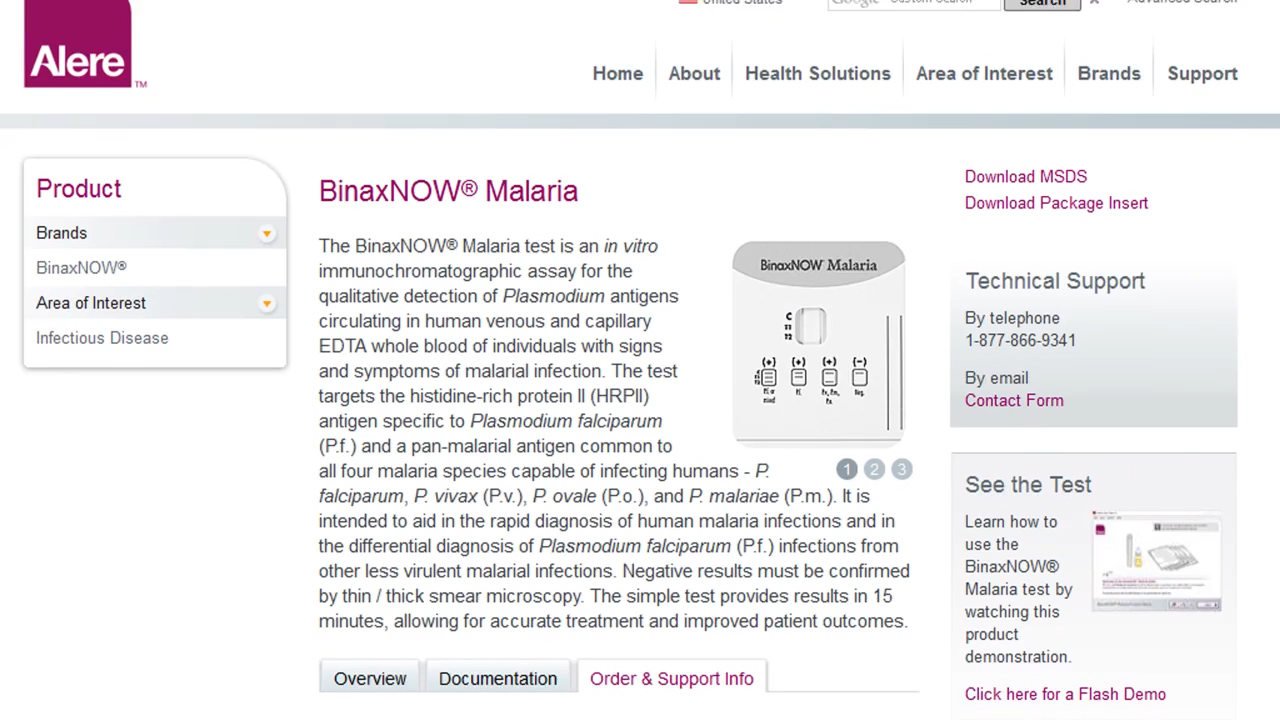 United States
Google Custom Search
Search
Advanced Search
Alere TM
Home
About
Health Solutions
Area of Interest
Brands
Support
Product
Brands
BinaxNOW®
Area of Interest
Infectious Disease
BinaxNOW® Malaria
The BinaxNOW® Malaria test is an in vitro
immunochromatographic assay for the
qualitative detection of Plasmodium antigens
circulating in human venous and capillary
EDTA whole blood of individuals with signs
and symptoms of malarial infection. The test
targets the histidine-rich protein II (HRPII)
antigen specific to Plasmodium falciparum
(P.f.) and a pan-malarial antigen common to
all four malaria species capable of infecting humans - P.
falciparum, P. vivax (P.v.), P. ovale (P.o.), and P. malariae (P.m.). It is
intended to aid in the rapid diagnosis of human malaria infections and in
the differential diagnosis of Plasmodium falciparum (P.f.) infections from
other less virulent malarial infections. Negative results must be confirmed
by thin / thick smear microscopy. The simple test provides results in 15
minutes, allowing for accurate treatment and improved patient outcomes.
BinaxNOW Malaria
C
T1
T2
(+) (+) (+) (-)
1 2 3
Overview
Documentation
Order & Support Info
Download MSDS
Download Package Insert
Technical Support
By telephone
1-877-866-9341
By email
Contact Form
See the Test
Learn how to
use the
BinaxNOW®
Malaria test by
watching this
product
demonstration.
Click here for a Flash Demo